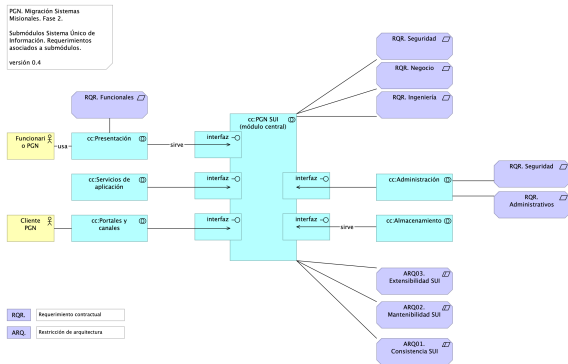 PGN. Migración Sistemas
Misionales. Fase 2.
Submódulos Sistema Único de
Información. Requerimientos
asociados a submódulos.
versión 0.4
RQR. Seguridad
RQR. Negocio
RQR. Ingeniería
RQR. Funcionales
cc:PGN SUI
(módulo central)
Funcionari
o PGN
usa
cc:Presentación
sirve
interfaz
cc:Servicios de
aplicación
interfaz
interfaz
cc:Administración
RQR. Seguridad
RQR.
Administrativos
Cliente
PGN
cc:Portales y
canales
interfaz
interfaz
sirve
cc:Almacenamiento
ARQ03.
Extensibilidad SUI
ARQ02.
Mantenibilidad SUI
ARQ01.
Consistencia SUI
RQR.
Requerimiento contractual
ARQ.
Restricción de arquitectura